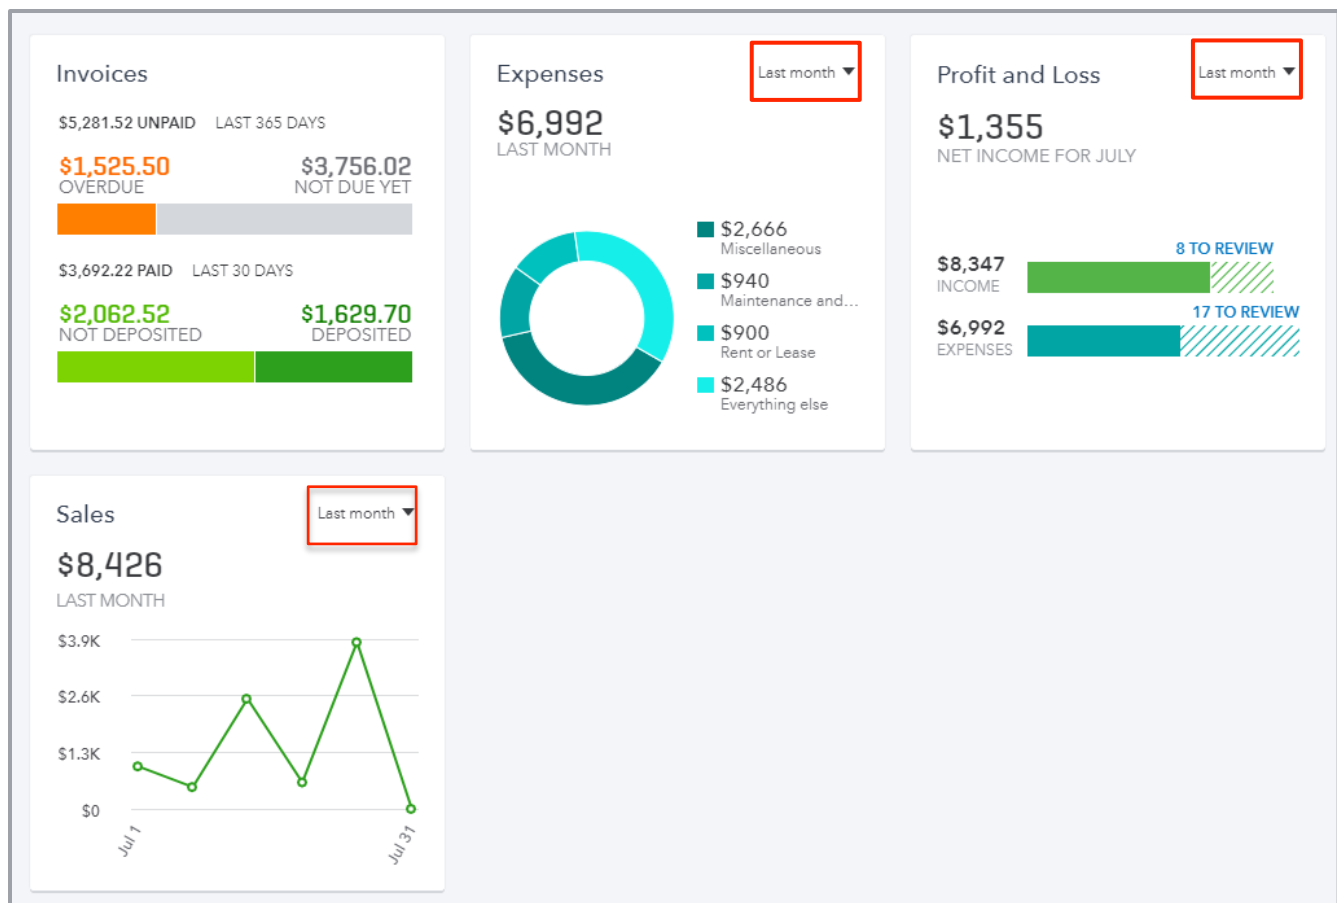 Invoices
$5,281.52 UNPAID LAST 365 DAYS
$1,525.50 $3,756.02
OVERDUE NOT DUE YET
$3,692.22 PAID LAST 30 DAYS
$2,062.52 $1,629.70
NOT DEPOSITED DEPOSITED
Expenses Last month
$6,992
LAST MONTH
$2,666
Miscellaneous
$940
Maintenance and...
$900
Rent or Lease
$2,486
Everything else
Profit and Loss Last month
$1,355
NET INCOME FOR JULY
8 TO REVIEW
$8,347
INCOME
17 TO REVIEW
$6,992
EXPENSES
Sales Last month
$8,426
LAST MONTH
$3.9K
$2.6K
$1.3K
$0
Jul 1 Jul 31